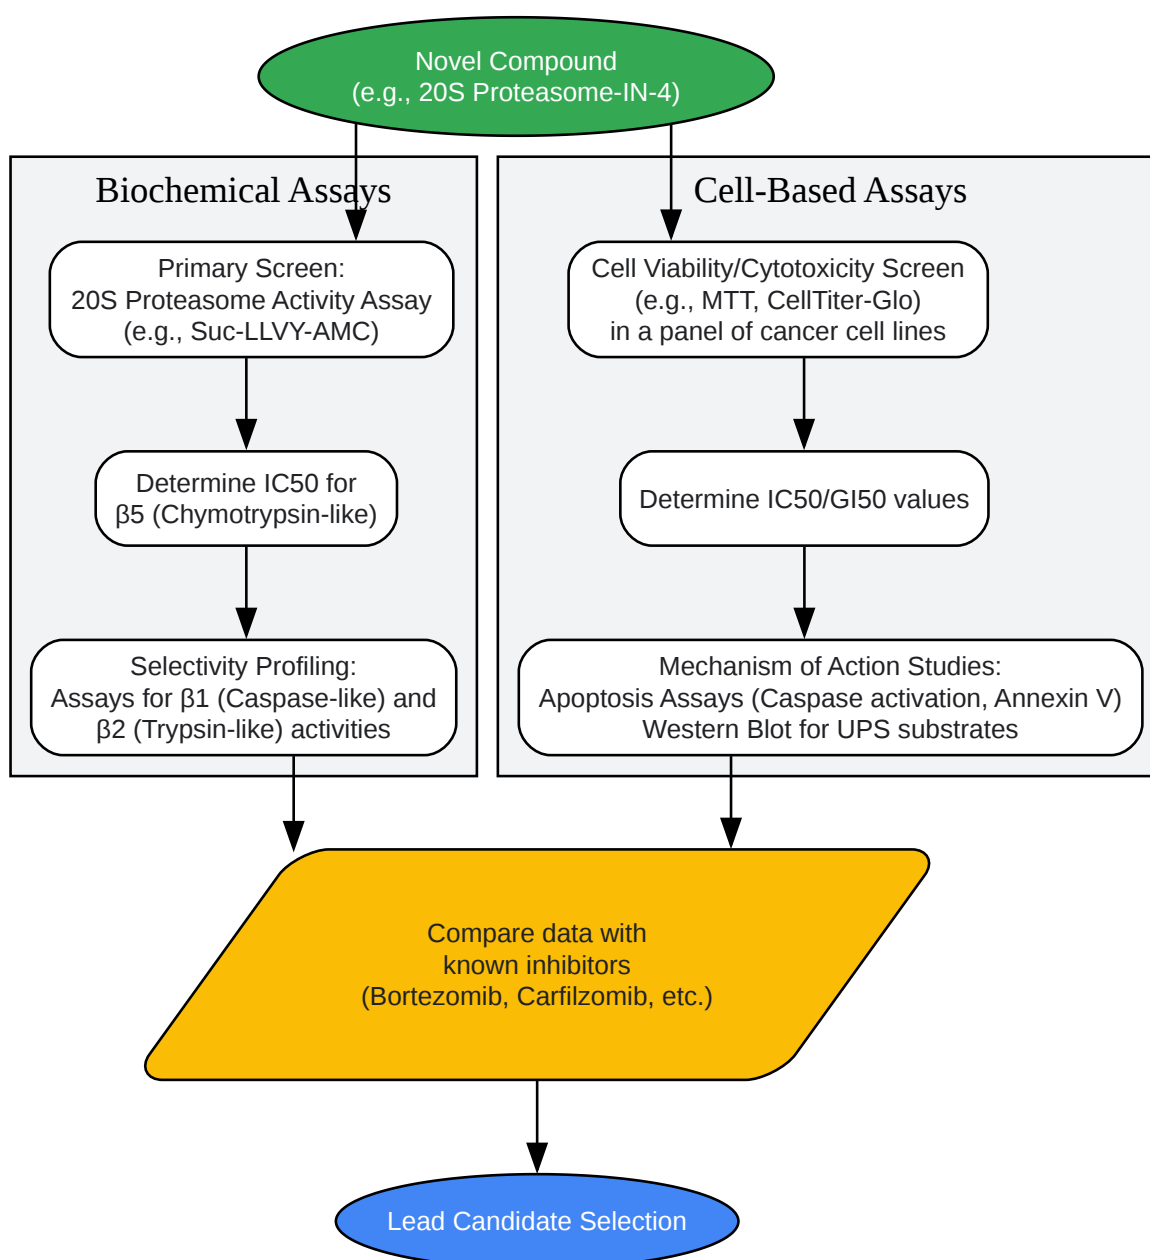 Novel Compound
(e.g., 20S Proteasome-IN-4)
Biochemical Assays
Primary Screen:
20S Proteasome Activity Assay
(e.g., Suc-LLVY-AMC)
Determine IC50 for
β5 (Chymotrypsin-like)
Selectivity Profiling:
Assays for β1 (Caspase-like) and
β2 (Trypsin-like) activities
Cell-Based Assays
Cell Viability/Cytotoxicity Screen
(e.g., MTT, CellTiter-Glo)
in a panel of cancer cell lines
Determine IC50/GI50 values
Mechanism of Action Studies:
Apoptosis Assays (Caspase activation, Annexin V)
Western Blot for UPS substrates
Compare data with
known inhibitors
(Bortezomib, Carfilzomib, etc.)
Lead Candidate Selection